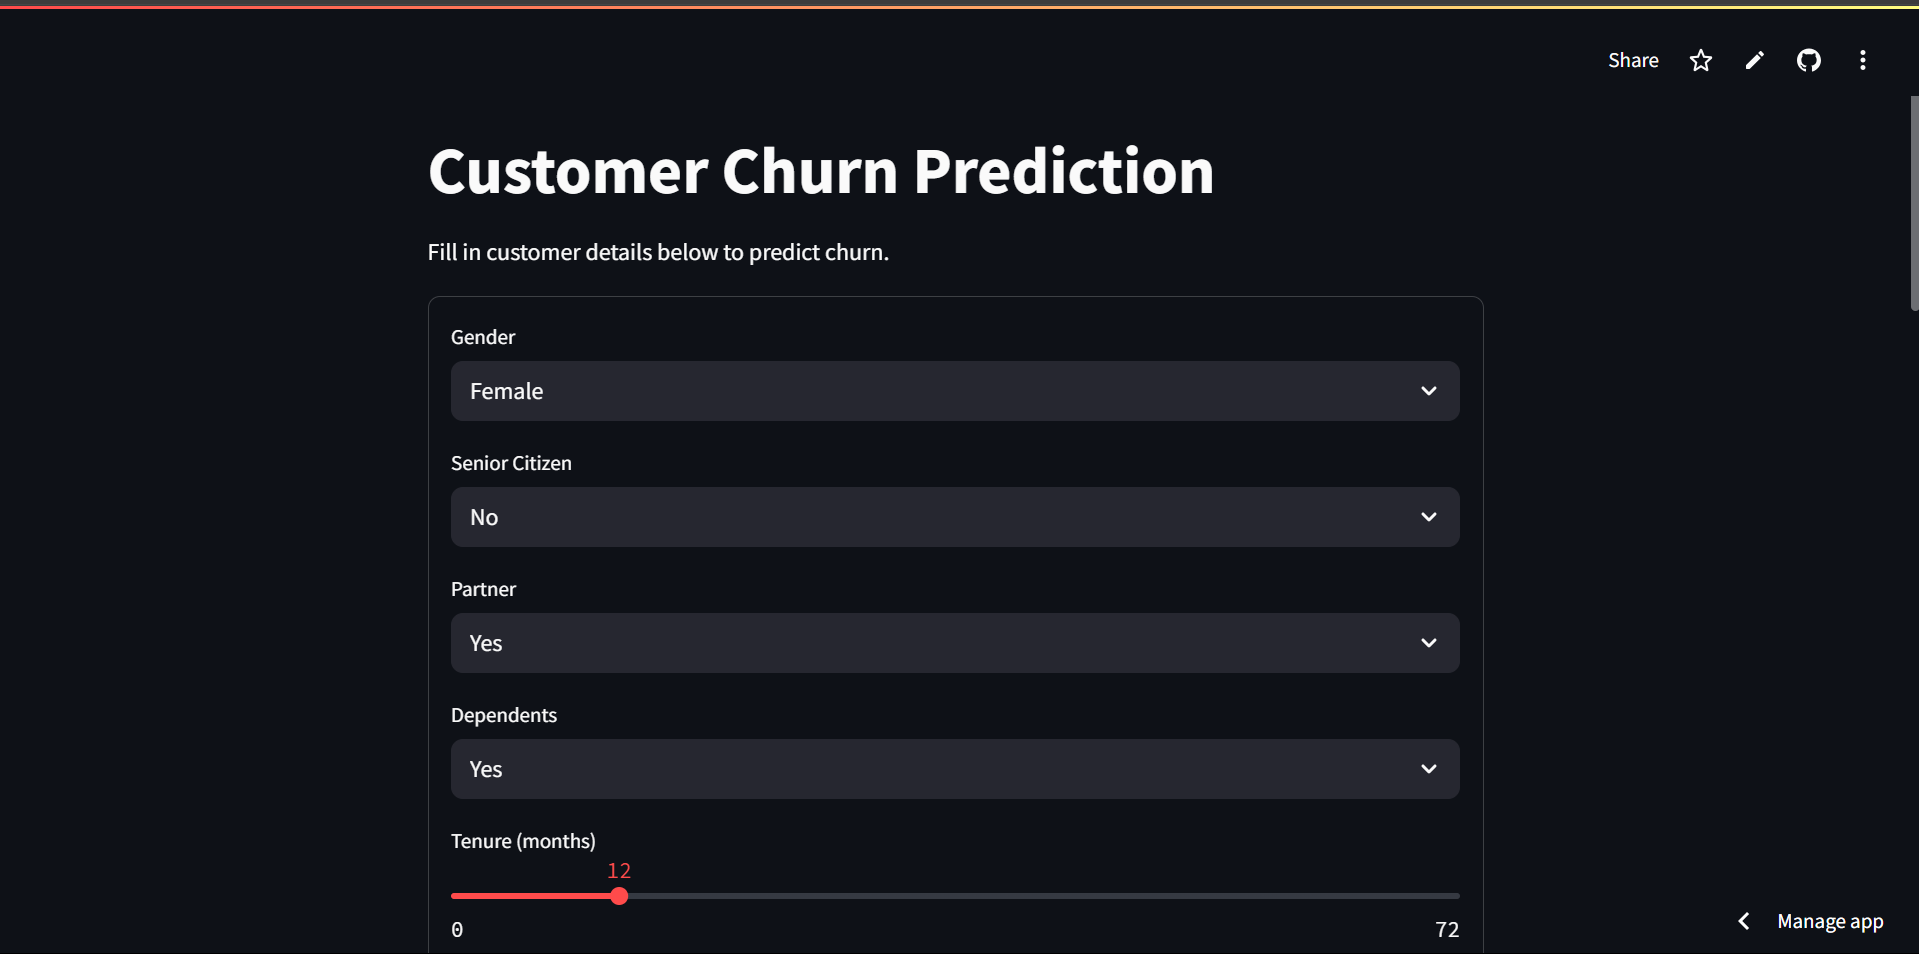 Share
Customer Churn Prediction
Fill in customer details below to predict churn.
Gender
Female
Senior Citizen
No
Partner
Yes
Dependents
Yes
Tenure (months)
12
0 72
Manage app